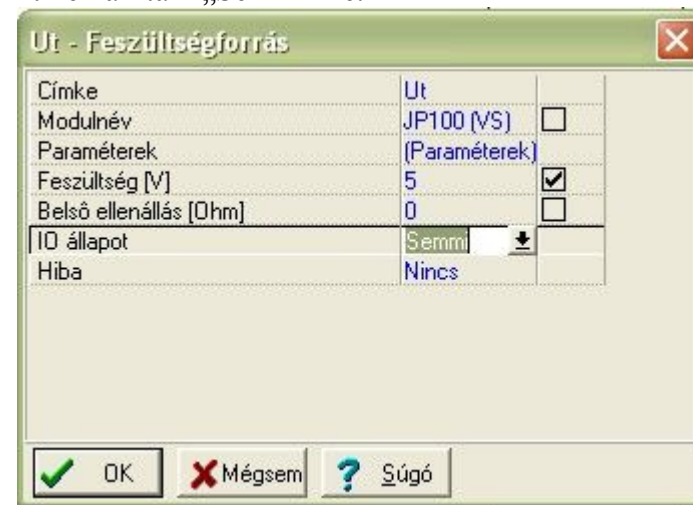 Ut - Feszültségforrás
Címke Ut
Modulnév JP100 (VS)
Paraméterek (Paraméterek)
Feszültség [V] 5
Belsô ellenállás [Ohm] 0
IO állapot Semmi
Hiba Nincs
OK Mégsem Súgó